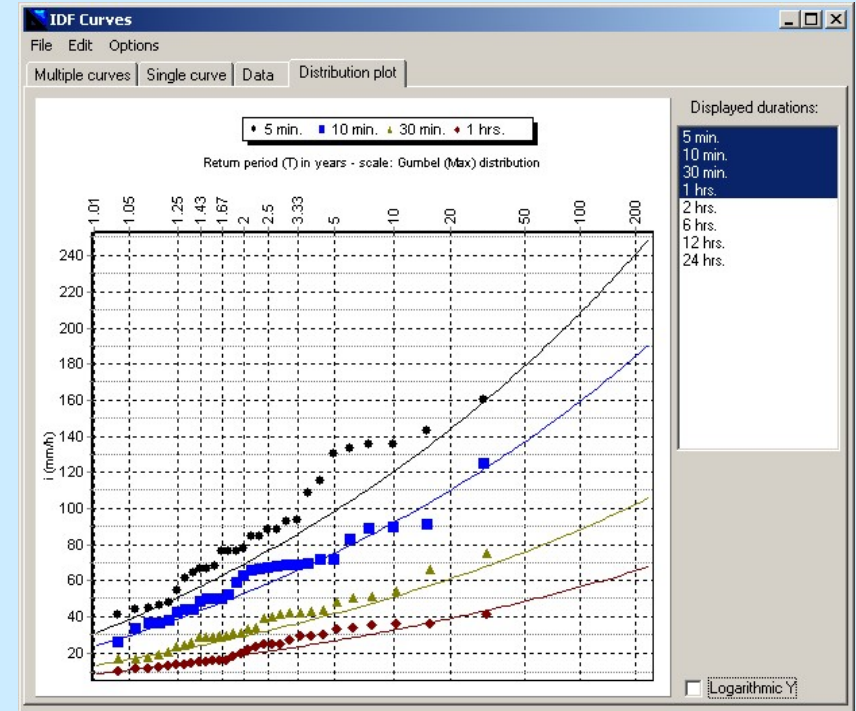 IDF Curves
File Edit Options
Multiple curves Single curve Data Distribution plot
Displayed durations:
5 min. 10 min. 30 min. 1 hrs.
Return period (T) in years - scale: Gumbel (Max) distribution
1.01 1.05 1.25 1.43 1.67 2 2.5 3.33 5 10 20 50 100 200
240
220
200
180
160
140
120
100
80
60
40
20
i (mm/h)
5 min.
10 min.
30 min.
1 hrs.
2 hrs.
6 hrs.
12 hrs.
24 hrs.
Logarithmic Y